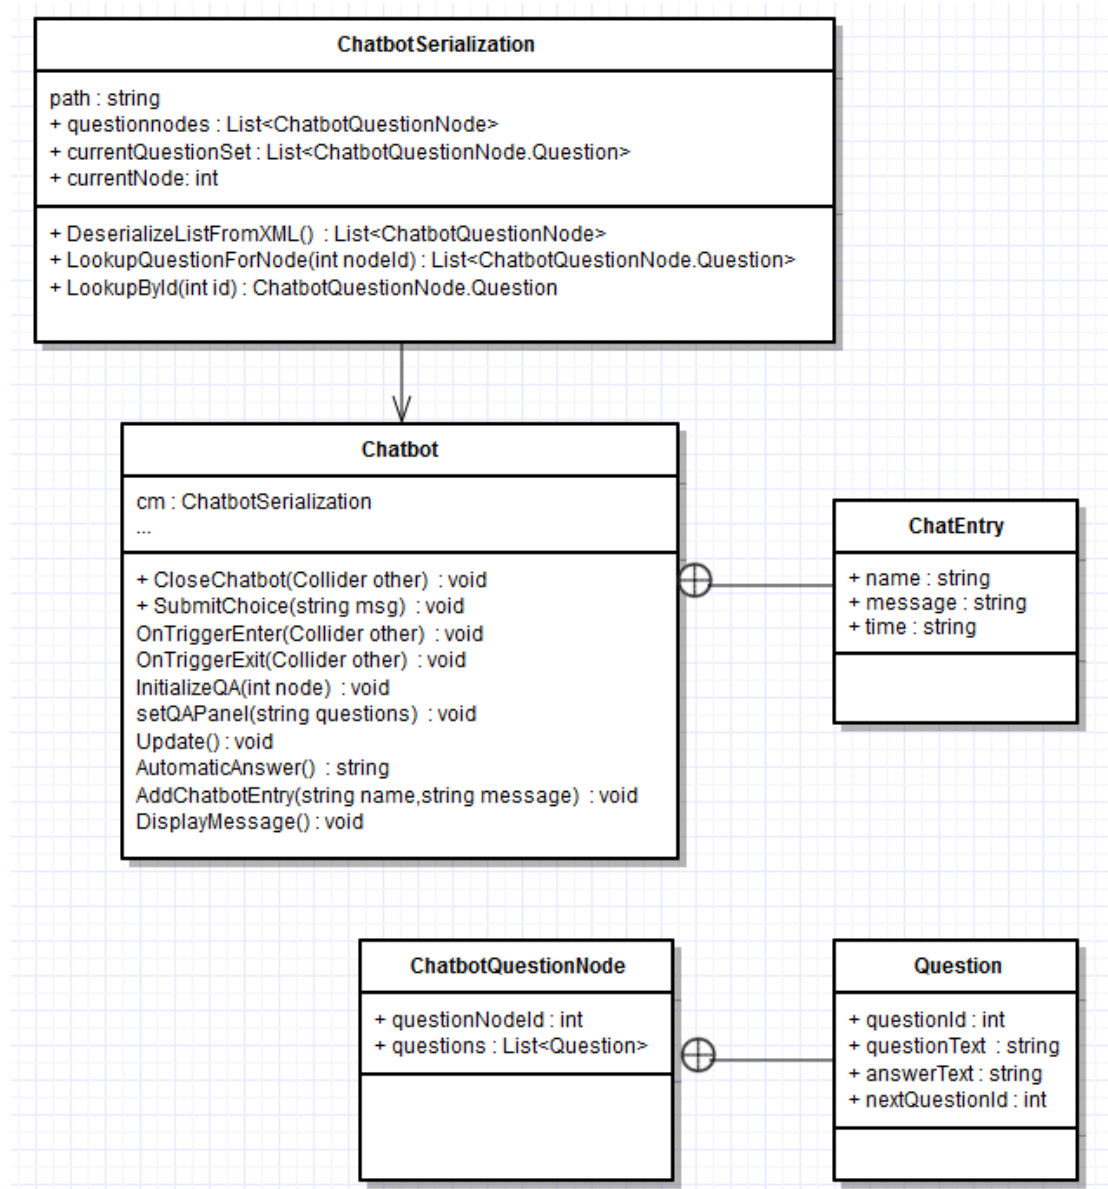 ChatbotSerialization
path : string
+ questionnodes : List<ChatbotQuestionNode>
+ currentQuestionSet : List<ChatbotQuestionNode.Question>
+ currentNode: int
+ DeserializeListFromXML() : List<ChatbotQuestionNode>
+ LookupQuestionForNode(int nodeId) : List<ChatbotQuestionNode.Question>
+ LookupById(int id) : ChatbotQuestionNode.Question
Chatbot
cm : ChatbotSerialization
...
+ CloseChatbot(Collider other) : void
+ SubmitChoice(string msg) : void
OnTriggerEnter(Collider other) : void
OnTriggerExit(Collider other) : void
InitializeQA(int node) : void
setQAPanel(string questions) : void
Update() : void
AutomaticAnswer() : string
AddChatbotEntry(string name,string message) : void
DisplayMessage() : void
ChatEntry
+ name : string
+ message : string
+ time : string
ChatbotQuestionNode
+ questionNodeId : int
+ questions : List<Question>
Question
+ questionId : int
+ questionText : string
+ answerText : string
+ nextQuestionId : int